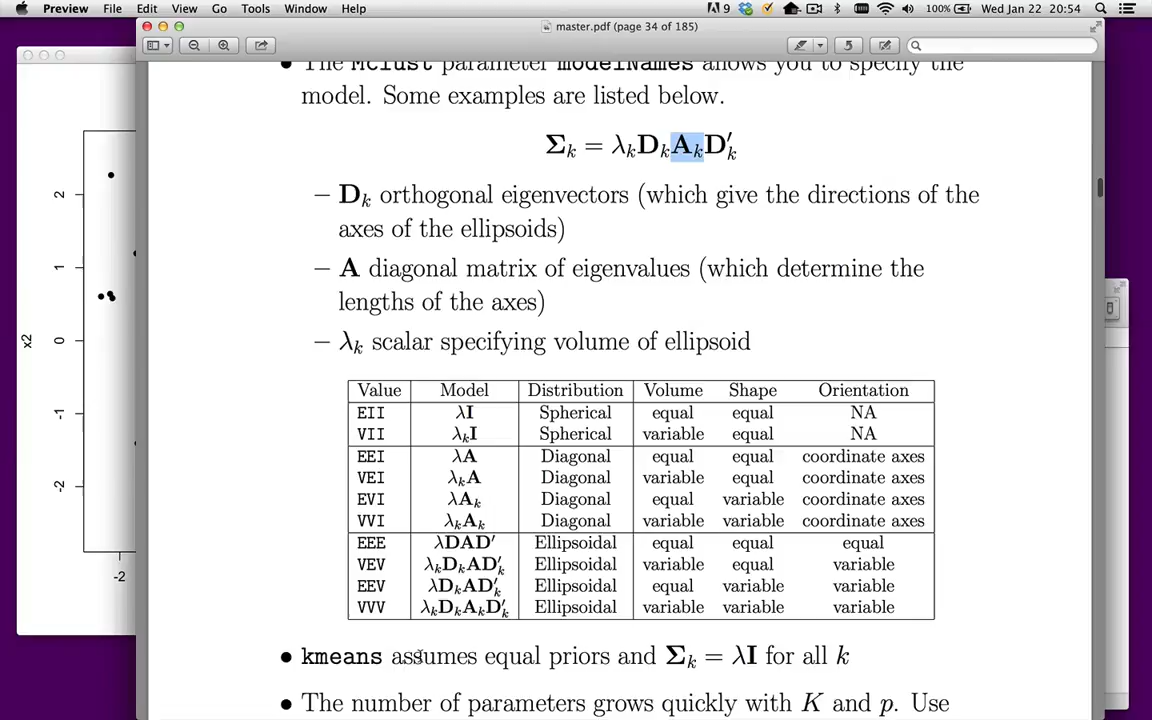 Preview File Edit View Go Tools Window Help 9 100% Wed Jan 22 20:54
master.pdf (page 34 of 185)
• The Mclust parameter modelNames allows you to specify the
model. Some examples are listed below.
Σk = λkDkAkD′k
– Dk orthogonal eigenvectors (which give the directions of the
axes of the ellipsoids)
– A diagonal matrix of eigenvalues (which determine the
lengths of the axes)
– λk scalar specifying volume of ellipsoid
Value Model Distribution Volume Shape Orientation
EII λI Spherical equal equal NA
VII λkI Spherical variable equal NA
EEI λA Diagonal equal equal coordinate axes
VEI λkA Diagonal variable equal coordinate axes
EVI λAk Diagonal equal variable coordinate axes
VVI λkAk Diagonal variable variable coordinate axes
EEE λDAD′ Ellipsoidal equal equal equal
VEV λkDkAD′k Ellipsoidal variable equal variable
EEV λDkAD′k Ellipsoidal equal variable variable
VVV λkDkAkD′k Ellipsoidal variable variable variable
• kmeans assumes equal priors and Σk = λI for all k
• The number of parameters grows quickly with K and p. Use
x2
2
1
0
-1
-2
-2